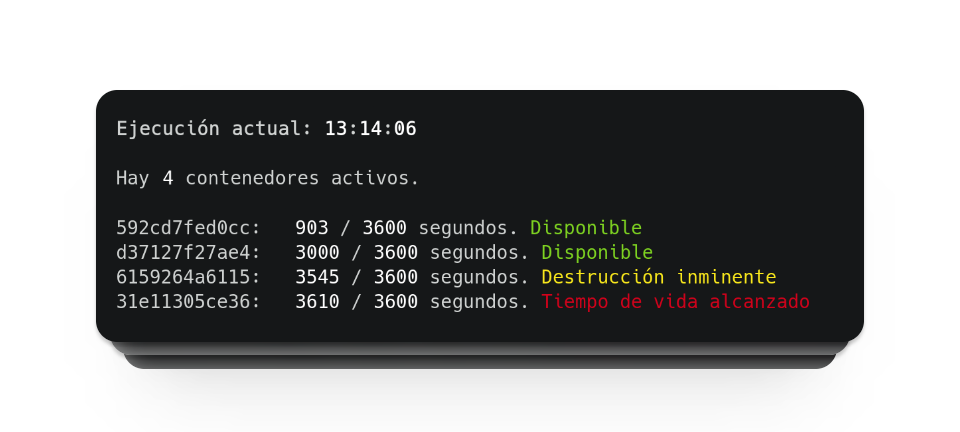 Ejecución actual: 13:14:06
Hay 4 contenedores activos.
592cd7fed0cc: 903 / 3600 segundos. Disponible
d37127f27ae4: 3000 / 3600 segundos. Disponible
6159264a6115: 3545 / 3600 segundos. Destrucción inminente
31e11305ce36: 3610 / 3600 segundos. Tiempo de vida alcanzado